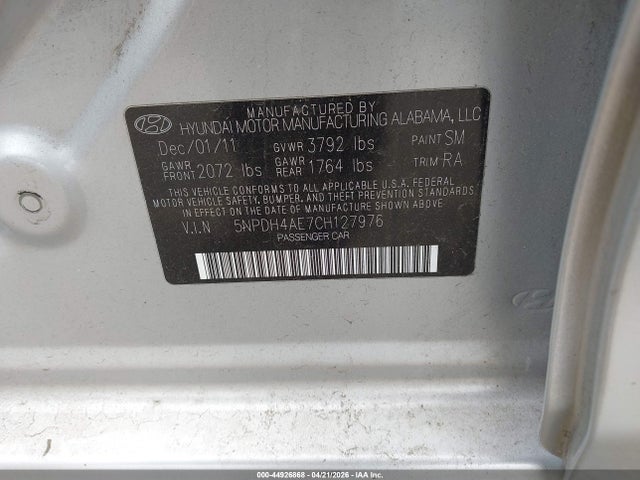 MANUFACTURED BY
HYUNDAI MOTOR MANUFACTURING ALABAMA, LLC
Dec/01/11 GVWR 3792 lbs PAINT SM
GAWR FRONT 2072 lbs GAWR REAR 1764 lbs TRIM RA
THIS VEHICLE CONFORMS TO ALL APPLICABLE U.S.A. FEDERAL
MOTOR VEHICLE SAFETY, BUMPER, AND THEFT PREVENTION STANDARDS
IN EFFECT ON THE DATE OF MANUFACTURE SHOWN ABOVE
V.I.N 5NPDH4AE7CH127976
PASSENGER CAR
000-44926868 04/21/2026 - IAA Inc.